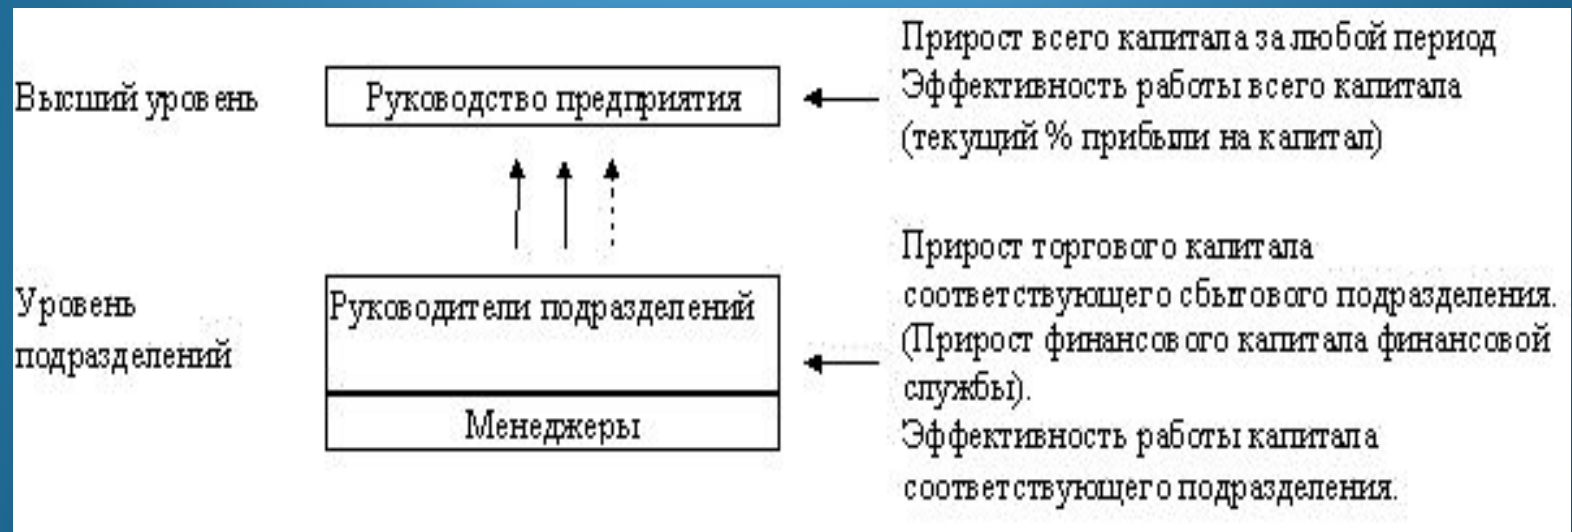 Высший уровень
Руководство предприятия
Прирост всего капитала за любой период
Эффективность работы всего капитала
(текущий % прибыли на капитал)
Уровень
подразделений
Руководители подразделений
Менеджеры
Прирост торгового капитала
соответствующего сбытового подразделения.
(Прирост финансового капитала финансовой
службы).
Эффективность работы капитала
соответствующего подразделения.